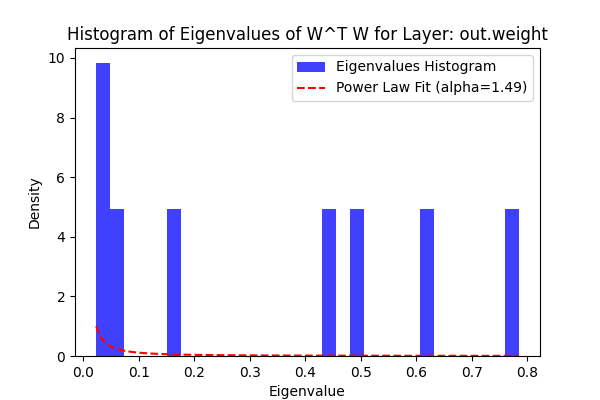 Histogram of Eigenvalues of W^T W for Layer: out.weight
Eigenvalues Histogram
Power Law Fit (alpha=1.49)
10
8
6
4
2
0
Density
0.0 0.1 0.2 0.3 0.4 0.5 0.6 0.7 0.8
Eigenvalue